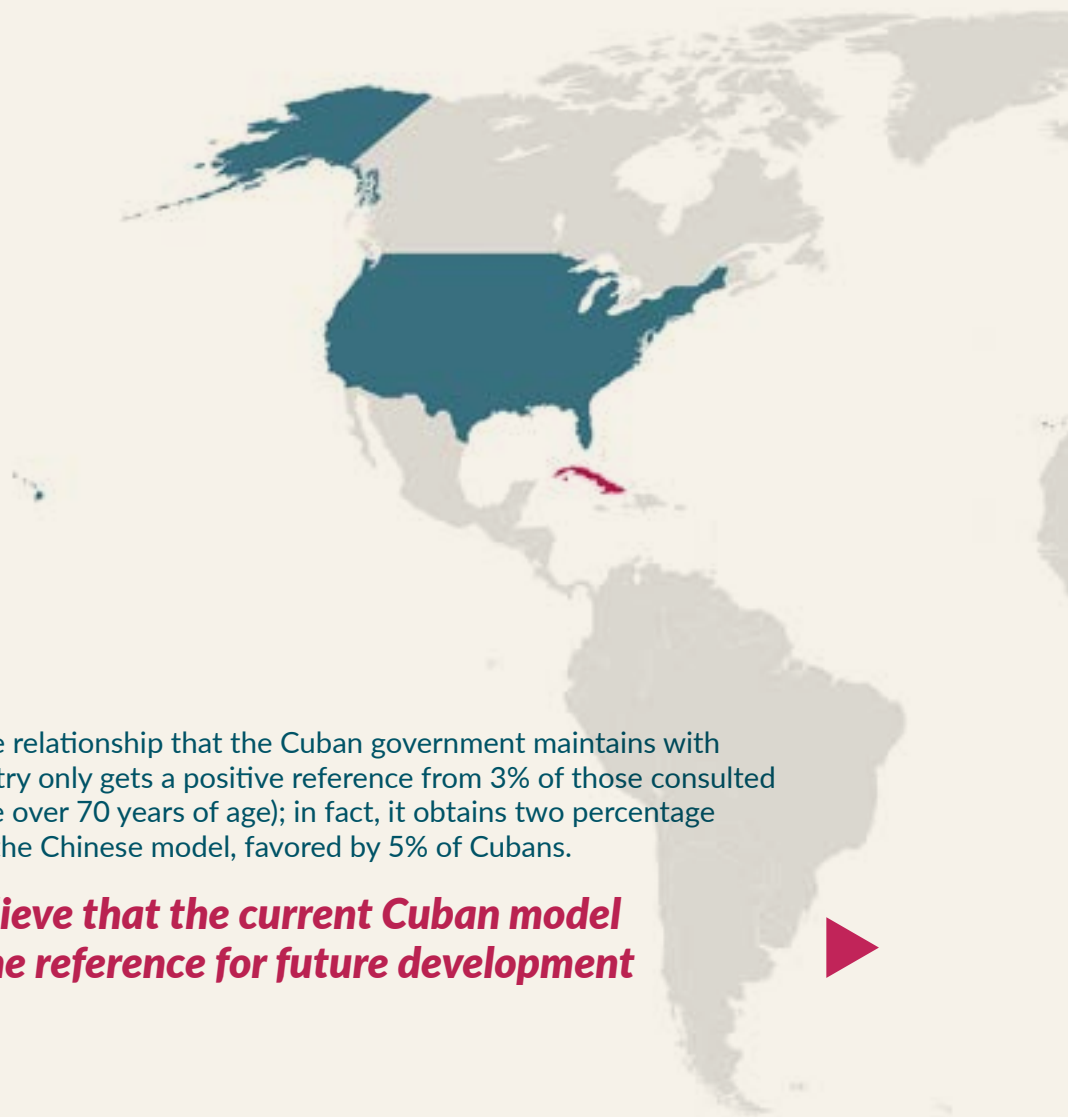 e relationship that the Cuban government maintains with
try only gets a positive reference from 3% of those consulted
e over 70 years of age); in fact, it obtains two percentage
he Chinese model, favored by 5% of Cubans.
ieve that the current Cuban model
ne reference for future development